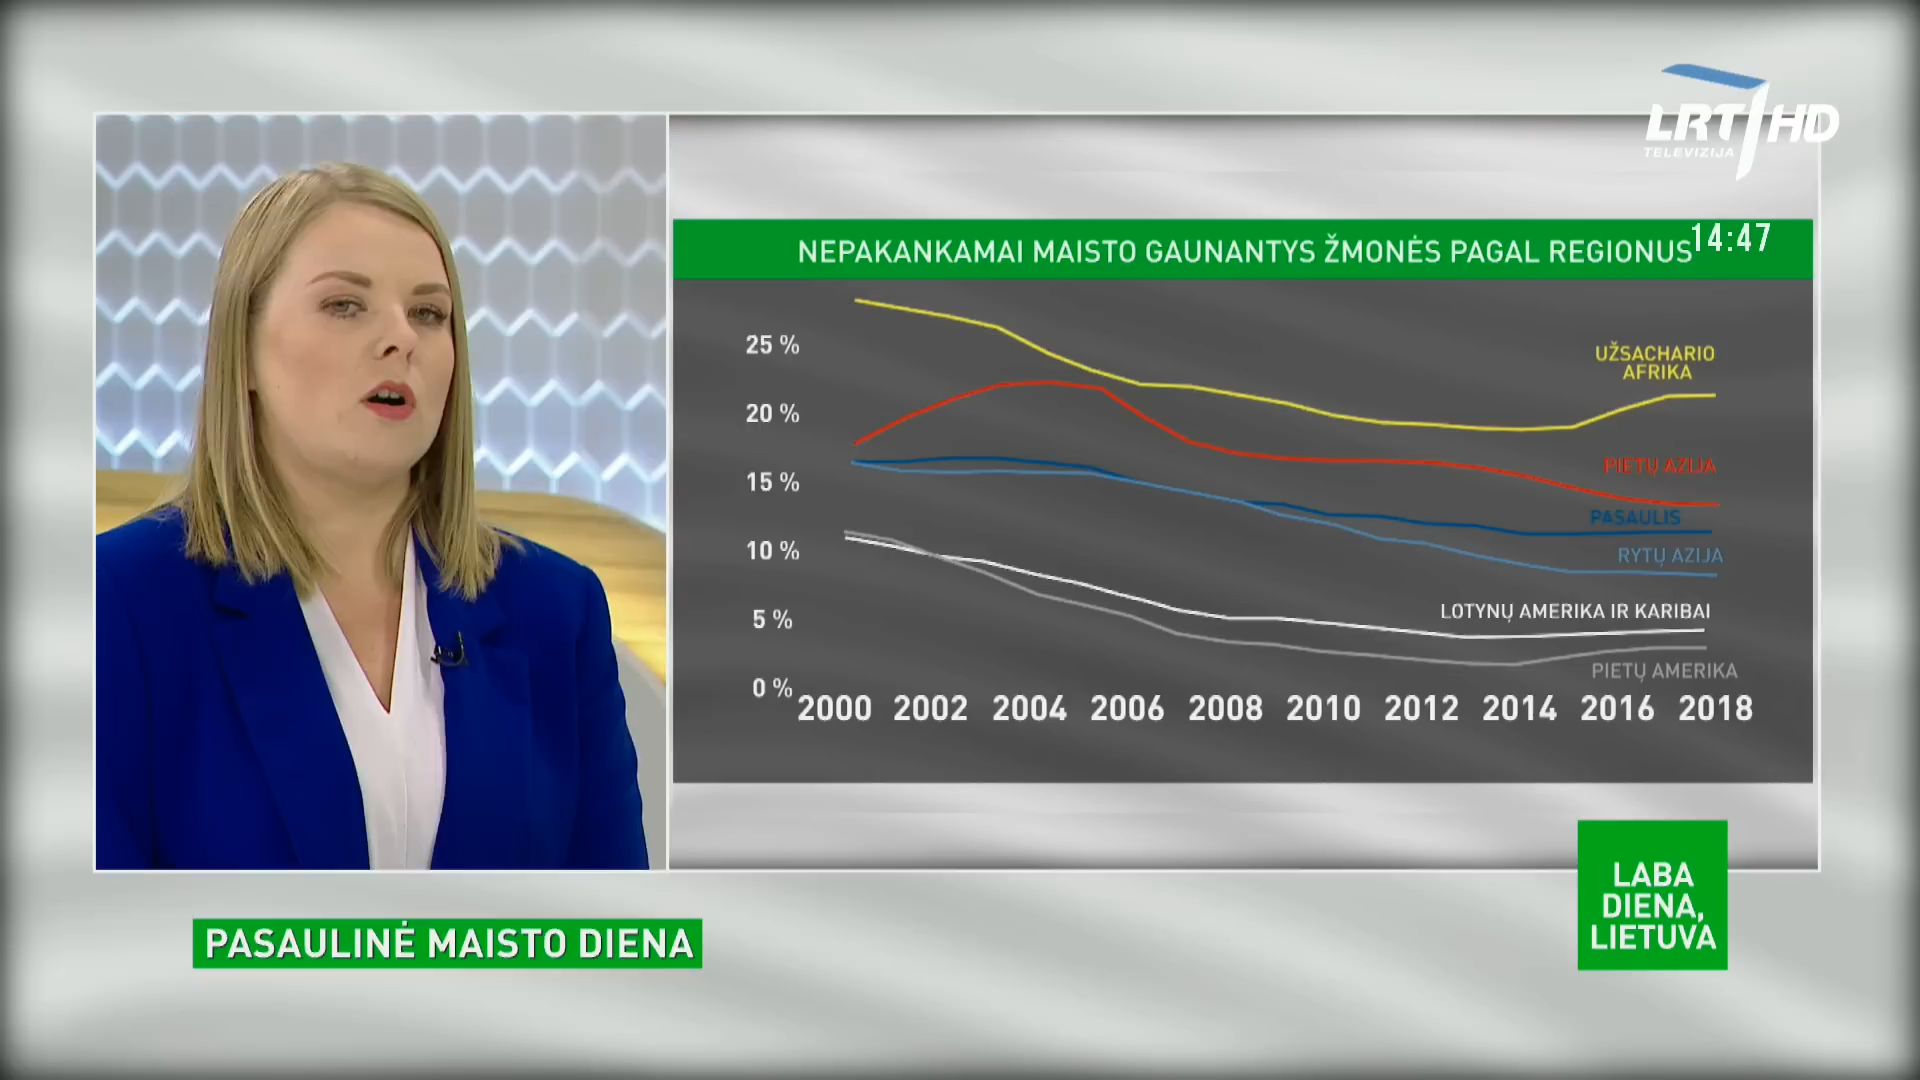 LRT HD
TELEVIZIJA
14:47
NEPAKANKAMAI MAISTO GAUNANTYS ŽMONĖS PAGAL REGIONUS
25 %
20 %
15 %
10 %
5 %
0 %
UŽSACHARIO
AFRIKA
PIETŲ AZIJA
PASAULIS
RYTŲ AZIJA
LOTYNŲ AMERIKA IR KARIBAI
PIETŲ AMERIKA
2000 2002 2004 2006 2008 2010 2012 2014 2016 2018
PASAULINĖ MAISTO DIENA
LABA
DIENA,
LIETUVA